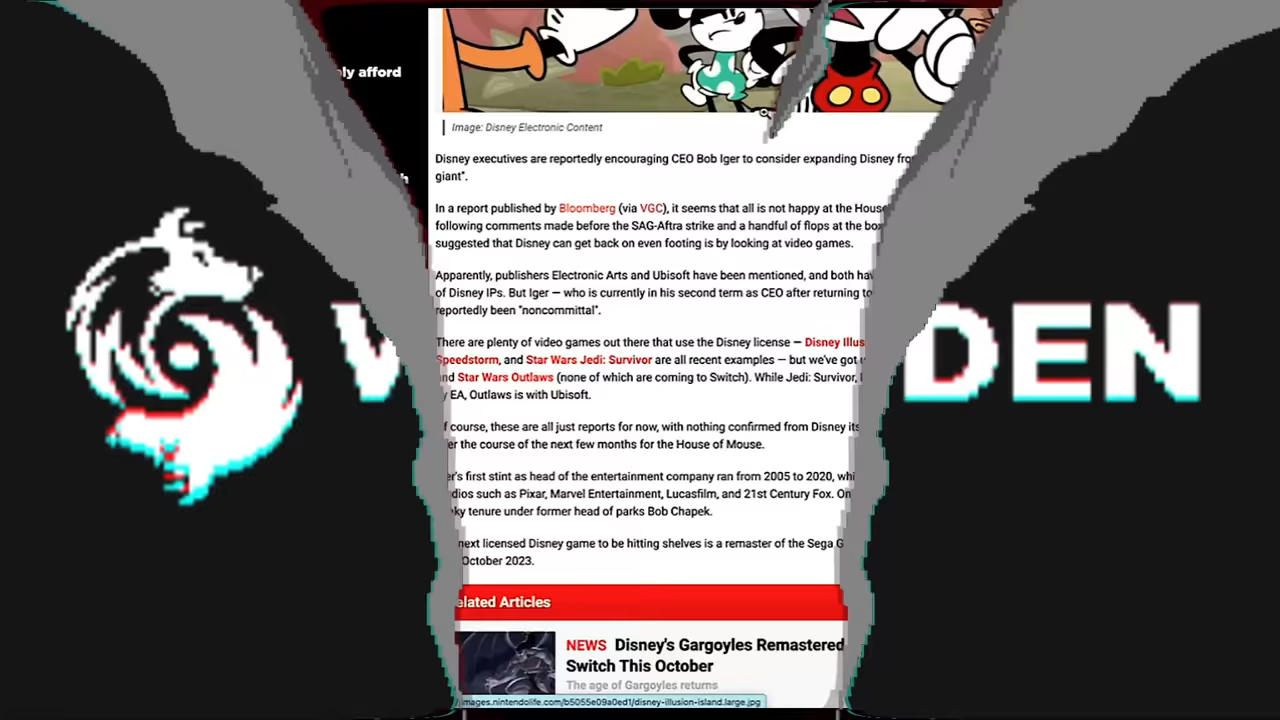 ly afford
Image: Disney Electronic Content
Disney executives are reportedly encouraging CEO Bob Iger to consider expanding Disney
giant".
In a report published by Bloomberg (via VGC), it seems that all is not happy at the House
following comments made before the SAG-Aftra strike and a handful of flops at the
suggested that Disney can get back on even footing is by looking at video games.
Apparently, publishers Electronic Arts and Ubisoft have been mentioned, and both
of Disney IPs. But Iger — who is currently in his second term as CEO after returning to
reportedly been "noncommittal".
There are plenty of video games out there that use the Disney license — Disney
Speedstorm, and Star Wars Jedi: Survivor are all recent examples — but we've got
nd Star Wars Outlaws (none of which are coming to Switch). While Jedi: Survivor,
EA, Outlaws is with Ubisoft.
f course, these are all just reports for now, with nothing confirmed from Disney
er the course of the next few months for the House of Mouse.
er's first stint as head of the entertainment company ran from 2005 to 2020,
dios such as Pixar, Marvel Entertainment, Lucasfilm, and 21st Century Fox.
ky tenure under former head of parks Bob Chapek.
next licensed Disney game to be hitting shelves is a remaster of the Sega
October 2023.
elated Articles
NEWS Disney's Gargoyles Remastered
Switch This October
The age of Gargoyles returns
images.nintendolife.com/b5055e09a0ed1/disney-illusion-island.large.jpg
DEN